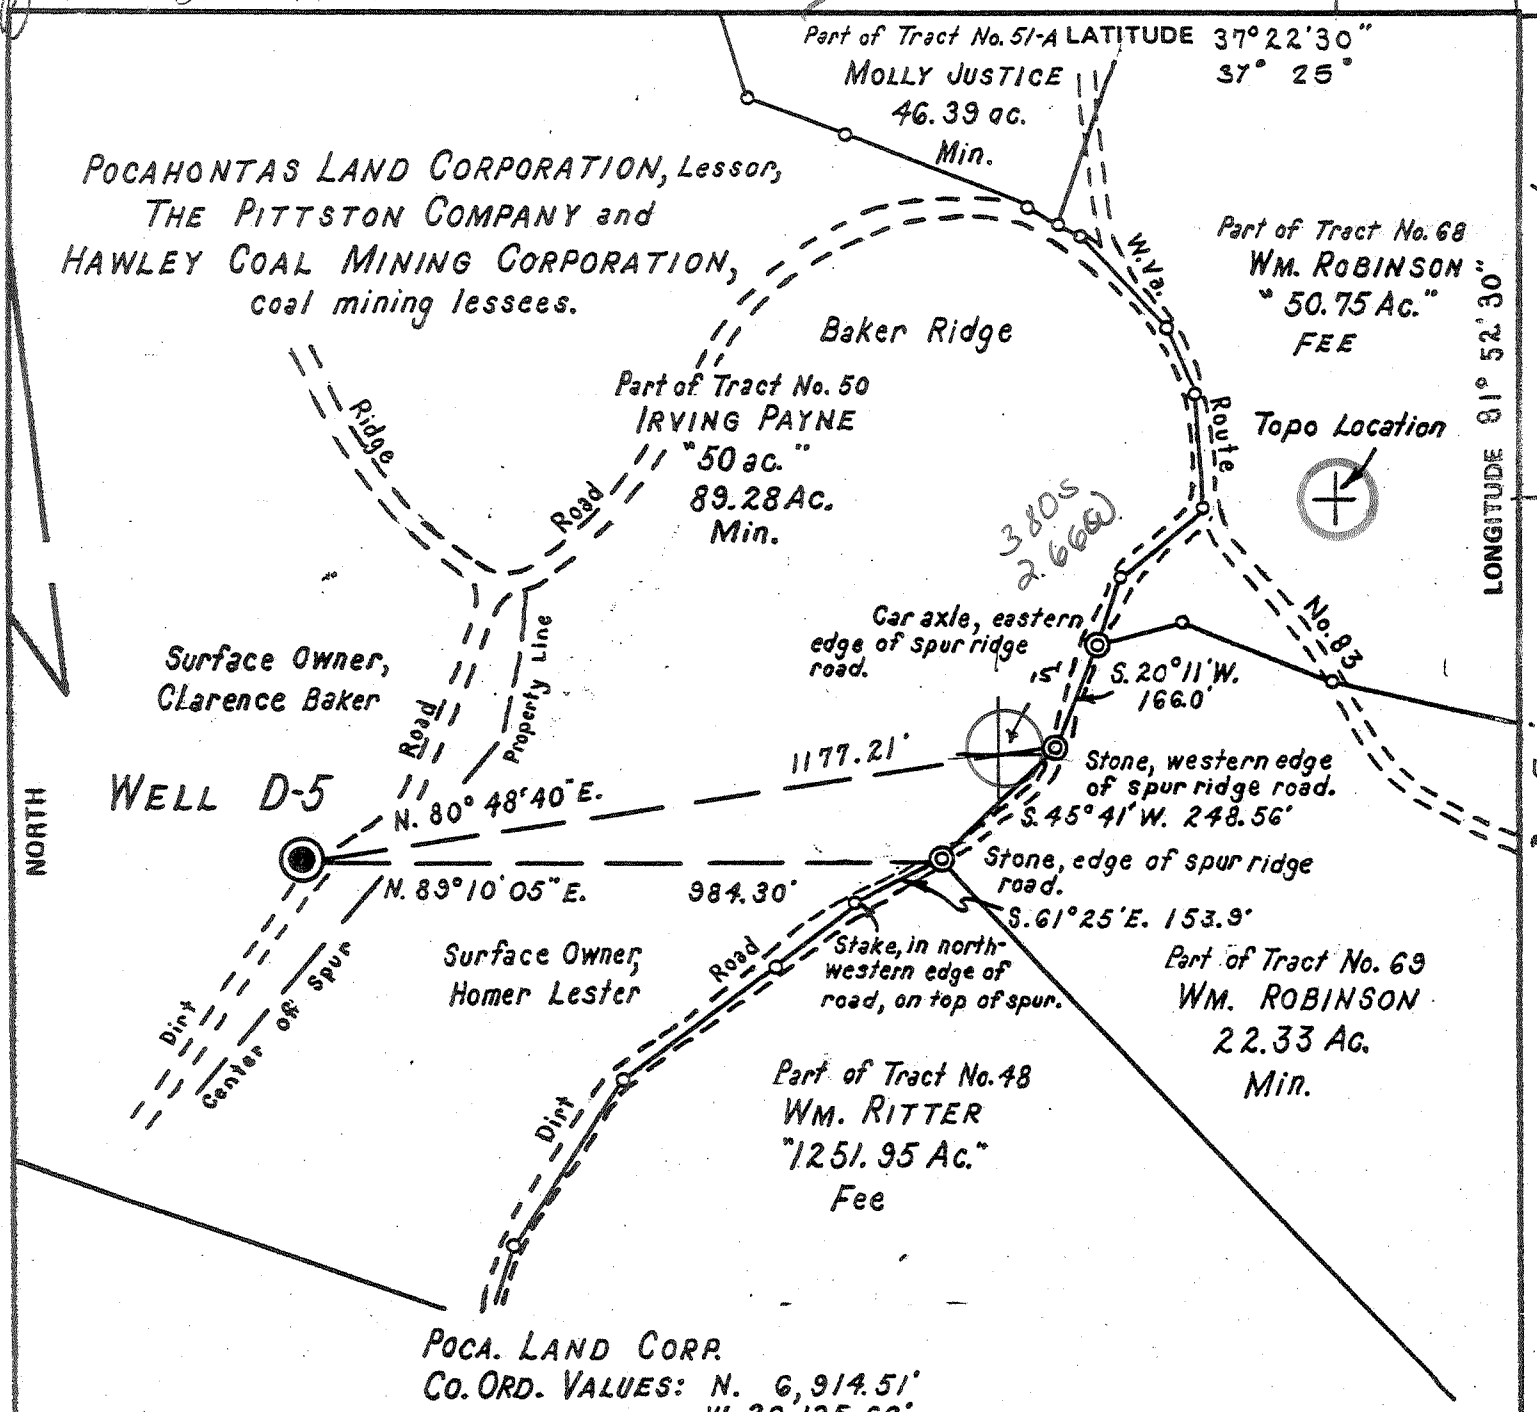 Part of Tract No. 51-A LATITUDE 37°22'30"
MOLLY JUSTICE 37° 25'
46.39 ac.
Min.
POCAHONTAS LAND CORPORATION, Lessor,
THE PITTSTON COMPANY and
HAWLEY COAL MINING CORPORATION,
coal mining lessees.
Part of Tract No. 68
WM. ROBINSON
" 50.75 Ac."
FEE
LONGITUDE 81° 52' 30"
W.Va.
Route
No. 83
Baker Ridge
Part of Tract No. 50
IRVING PAYNE
"50 ac."
89.28 Ac.
Min.
Topo Location
Ridge
Road
3.80S
2.66W
Car axle, eastern
edge of spur ridge
road.
15'
S. 20° 11' W.
166.0'
Surface Owner,
Clarence Baker
Road
Property Line
1177.21'
Stone, western edge
of spur ridge road.
S. 45° 41' W. 248.56'
WELL D-5
N. 80° 48' 40" E.
NORTH
Stone, edge of spur ridge
road.
N. 89° 10' 05" E. 984.30'
S. 61° 25' E. 153.9'
Stake, in north-
western edge of
road, on top of spur.
Surface Owner,
Homer Lester
Road
Dirt
Center of Spur
Part of Tract No. 69
WM. ROBINSON
22.33 Ac.
Min.
Part of Tract No. 48
WM. RITTER
"1251.95 Ac."
Fee
Dirt
POCA. LAND CORP.
CO. ORD. VALUES: N. 6,914.51'